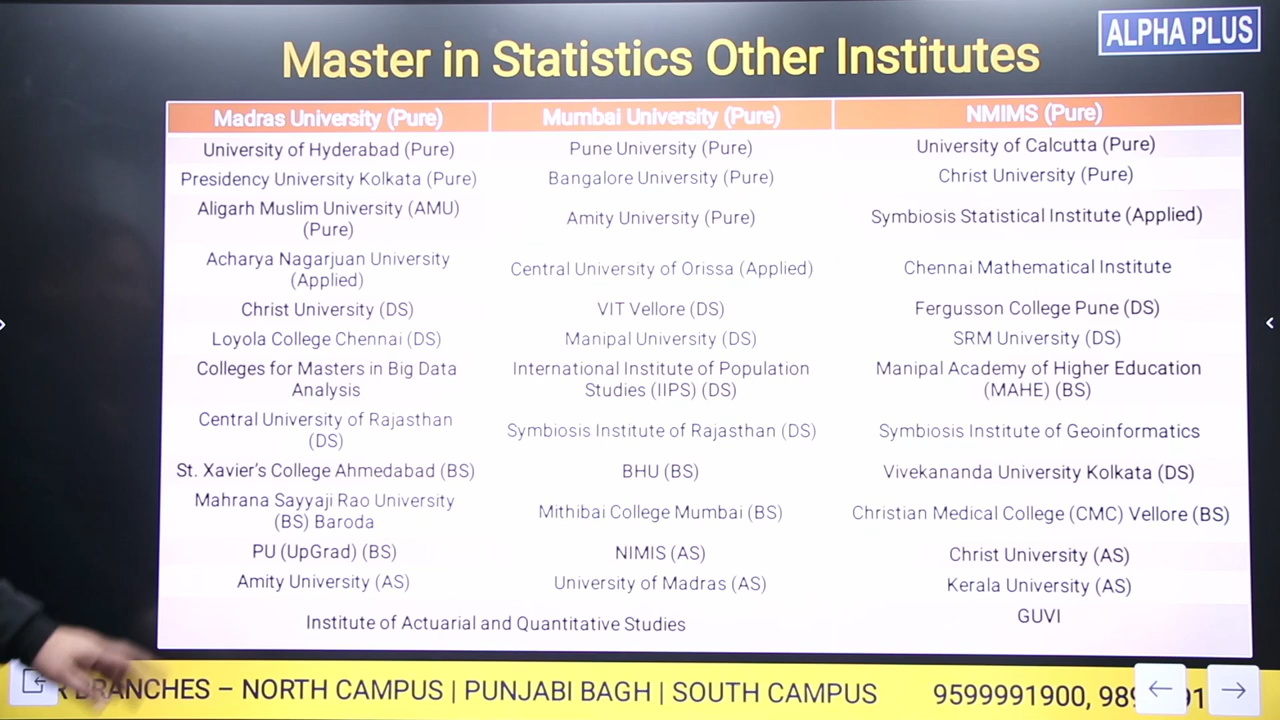 ALPHA PLUS
Master in Statistics Other Institutes
Madras University (Pure) Mumbai University (Pure) NMIMS (Pure)
University of Hyderabad (Pure) Pune University (Pure) University of Calcutta (Pure)
Presidency University Kolkata (Pure) Bangalore University (Pure) Christ University (Pure)
Aligarh Muslim University (AMU)
(Pure) Amity University (Pure) Symbiosis Statistical Institute (Applied)
Acharya Nagarjuan University
(Applied) Central University of Orissa (Applied) Chennai Mathematical Institute
Christ University (DS) VIT Vellore (DS) Fergusson College Pune (DS)
Loyola College Chennai (DS) Manipal University (DS) SRM University (DS)
Colleges for Masters in Big Data International Institute of Population Manipal Academy of Higher Education
Analysis Studies (IIPS) (DS) (MAHE) (BS)
Central University of Rajasthan
(DS) Symbiosis Institute of Rajasthan (DS) Symbiosis Institute of Geoinformatics
St. Xavier's College Ahmedabad (BS) BHU (BS) Vivekananda University Kolkata (DS)
Mahrana Sayyaji Rao University
(BS) Baroda Mithibai College Mumbai (BS) Christian Medical College (CMC) Vellore (BS)
PU (UpGrad) (BS) NIMIS (AS) Christ University (AS)
Amity University (AS) University of Madras (AS) Kerala University (AS)
Institute of Actuarial and Quantitative Studies GUVI
BRANCHES – NORTH CAMPUS | PUNJABI BAGH | SOUTH CAMPUS 9599991900,